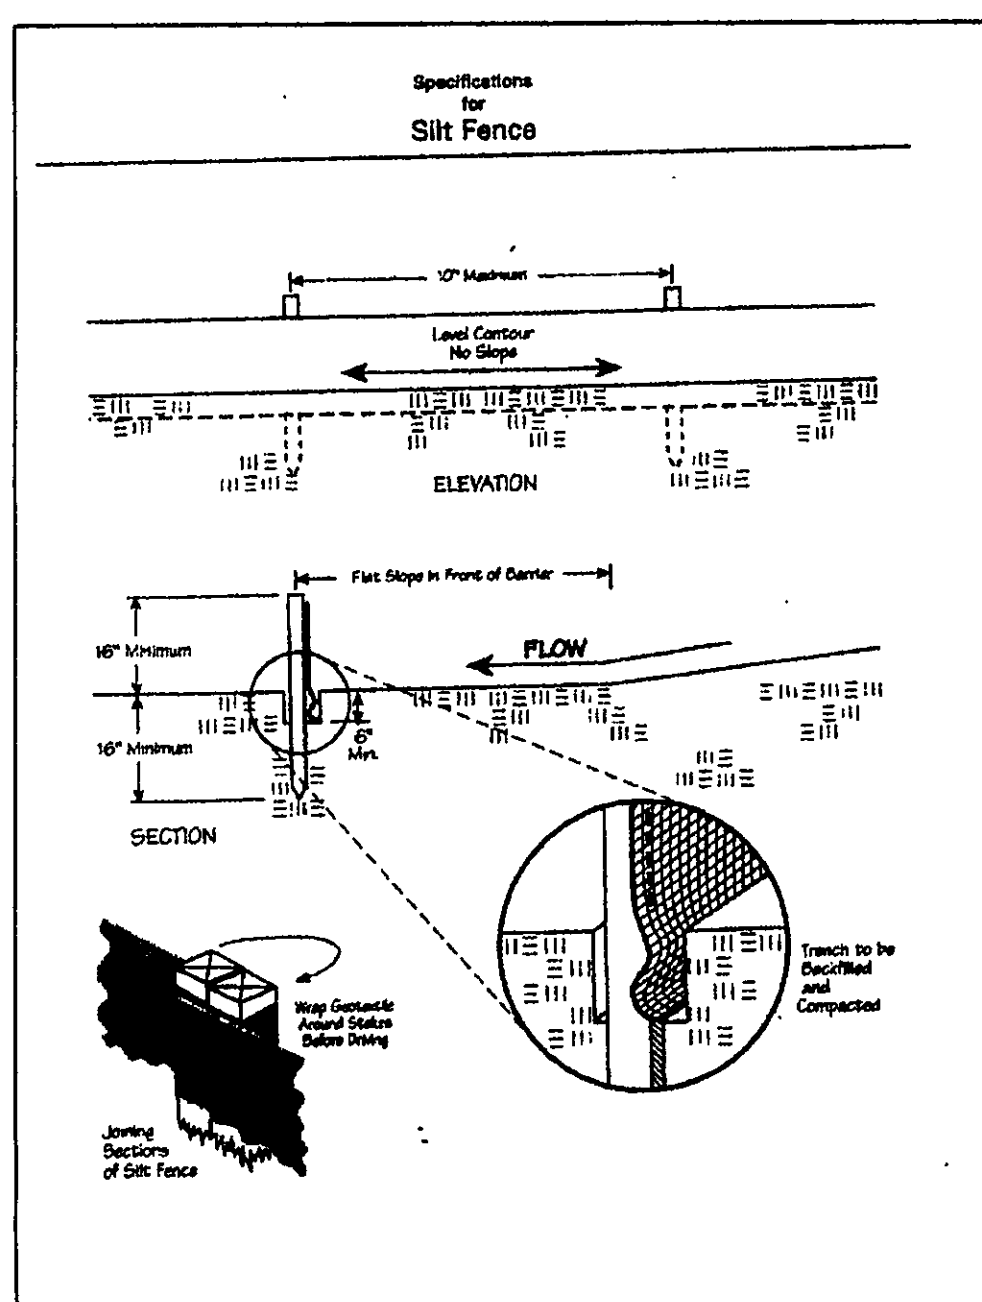 Specifications
for
Silt Fence
10" Maximum
Level Contour
No Slope
ELEVATION
Flat Slope in Front of Barrier
16" Minimum
FLOW
16" Minimum
6"
Min.
SECTION
Trench to be
Backfilled
and
Compacted
Wrap Geotextile
Around Stakes
Before Driving
Joining
Sections
of Silt Fence